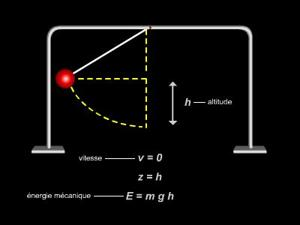 h altitude
vitesse v = 0
z = h
énergie mécanique E = m g h